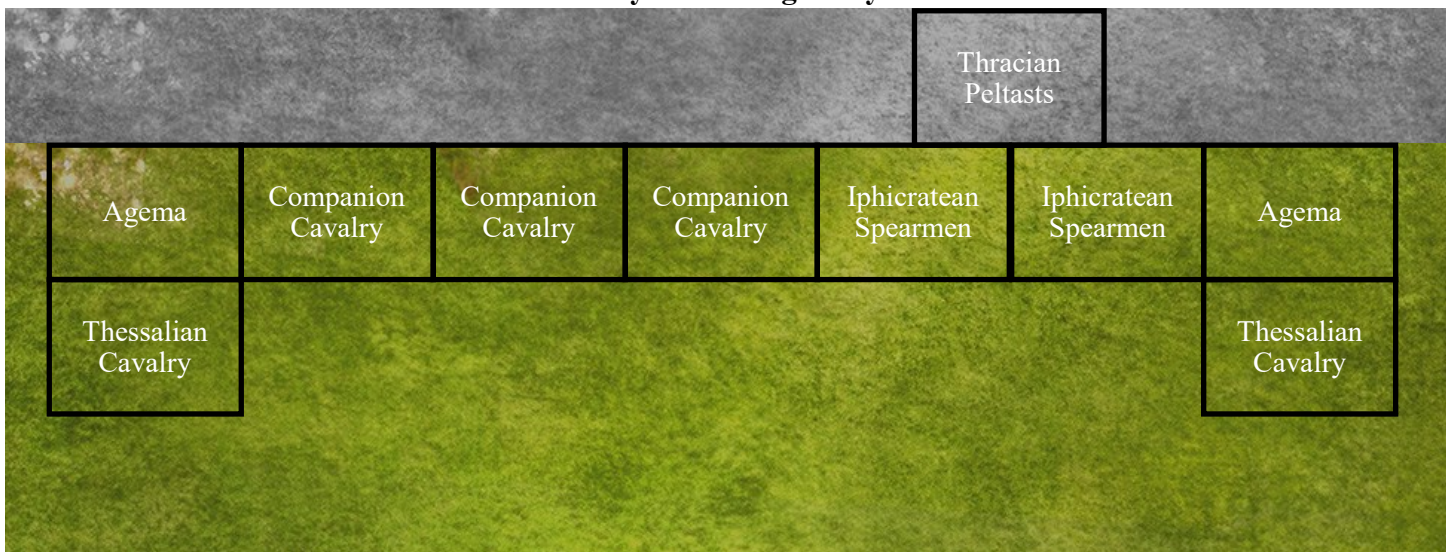 Thracian
Peltasts
Agema
Companion
Cavalry
Companion
Cavalry
Companion
Cavalry
Iphicratean
Spearmen
Iphicratean
Spearmen
Agema
Thessalian
Cavalry
Thessalian
Cavalry